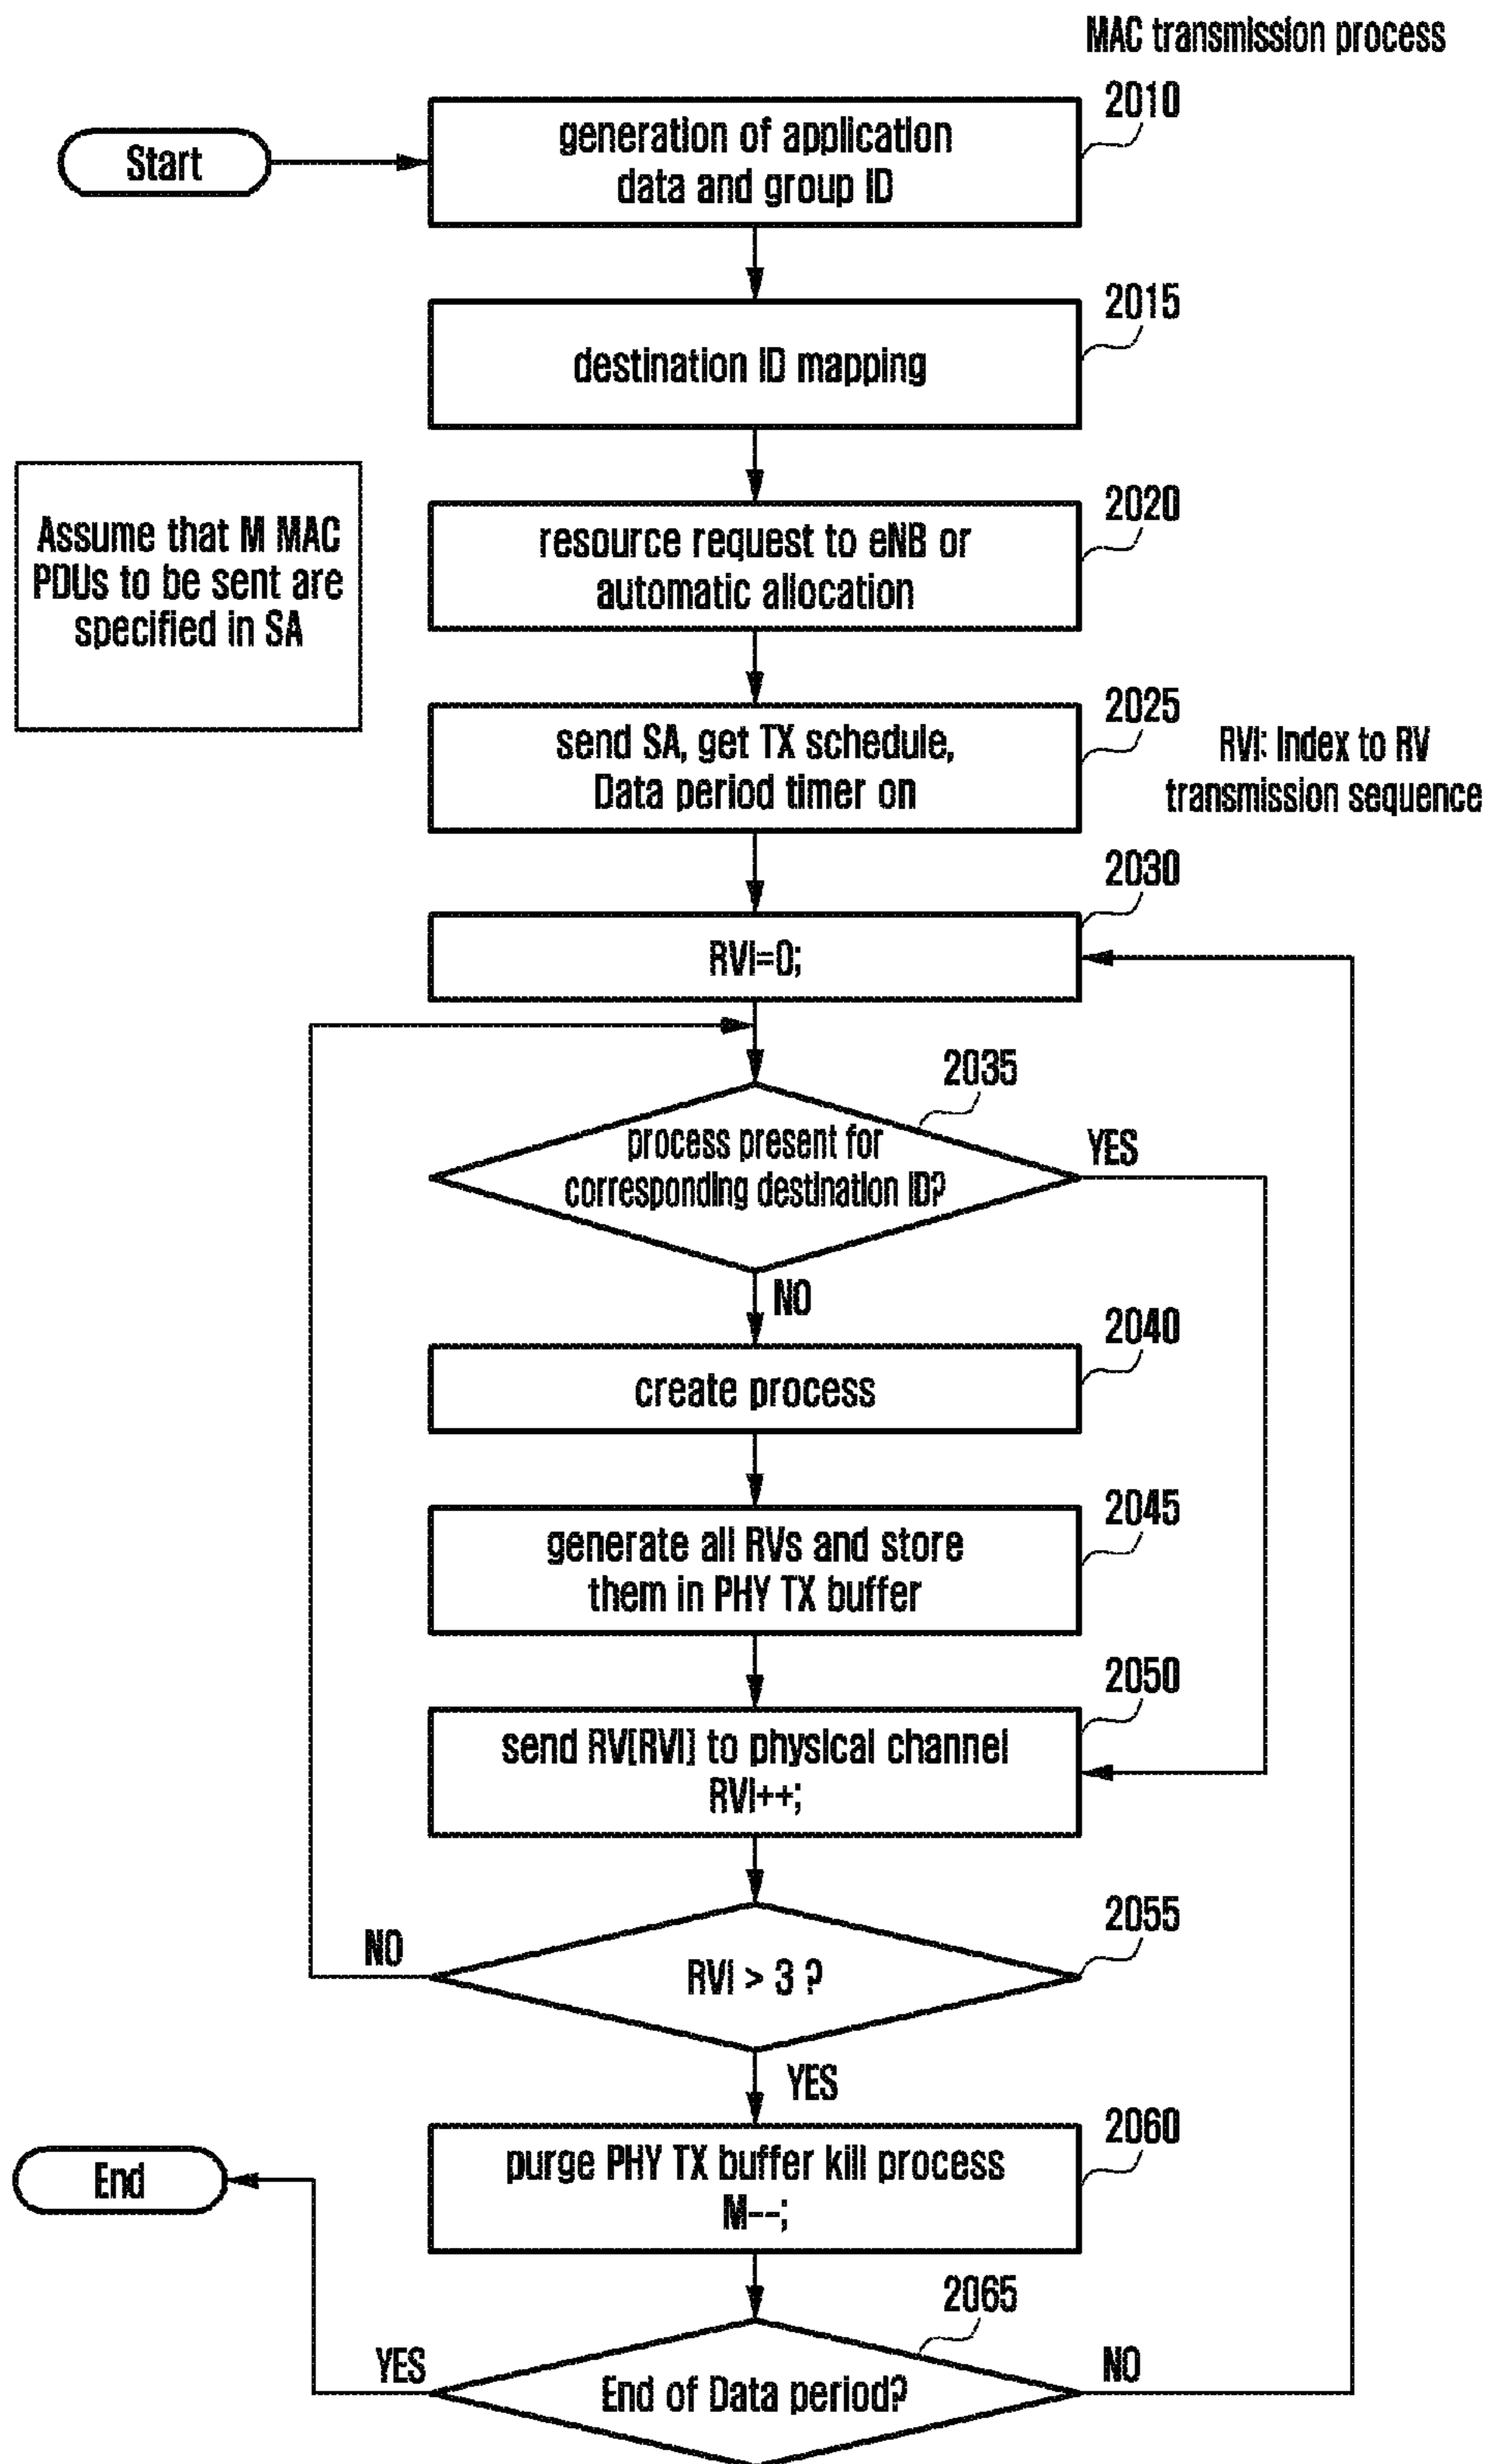 MAC transmission process
2010
Start
generation of application
data and group ID
2015
destination ID mapping
Assume that M MAC
PDUs to be sent are
specified in SA
2020
resource request to eNB or
automatic allocation
2025
send SA, get TX schedule,
Data period timer on
RVI: Index to RV
transmission sequence
2030
RVI=0;
2035
process present for
corresponding destination ID?
YES
NO
2040
create process
2045
generate all RVs and store
them in PHY TX buffer
2050
send RV[RVI] to physical channel
RVI++;
2055
NO
RVI > 3 ?
YES
2060
purge PHY TX buffer kill process
M--;
End
2065
YES
End of Data period?
NO